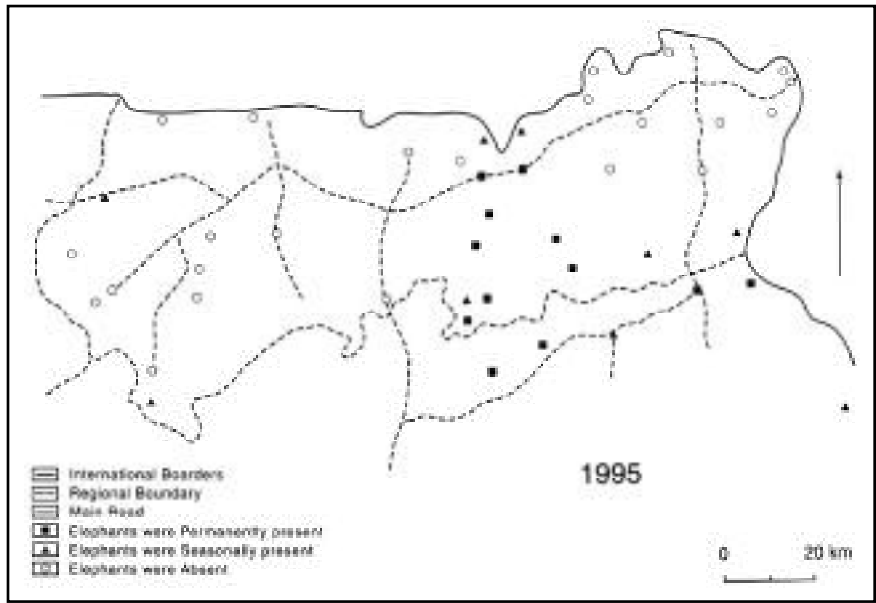 1995
International Boarders
Regional Boundary
Main Road
Elephants were Permanently present
Elephants were Seasonally present
Elephants were Absent
0 20 km